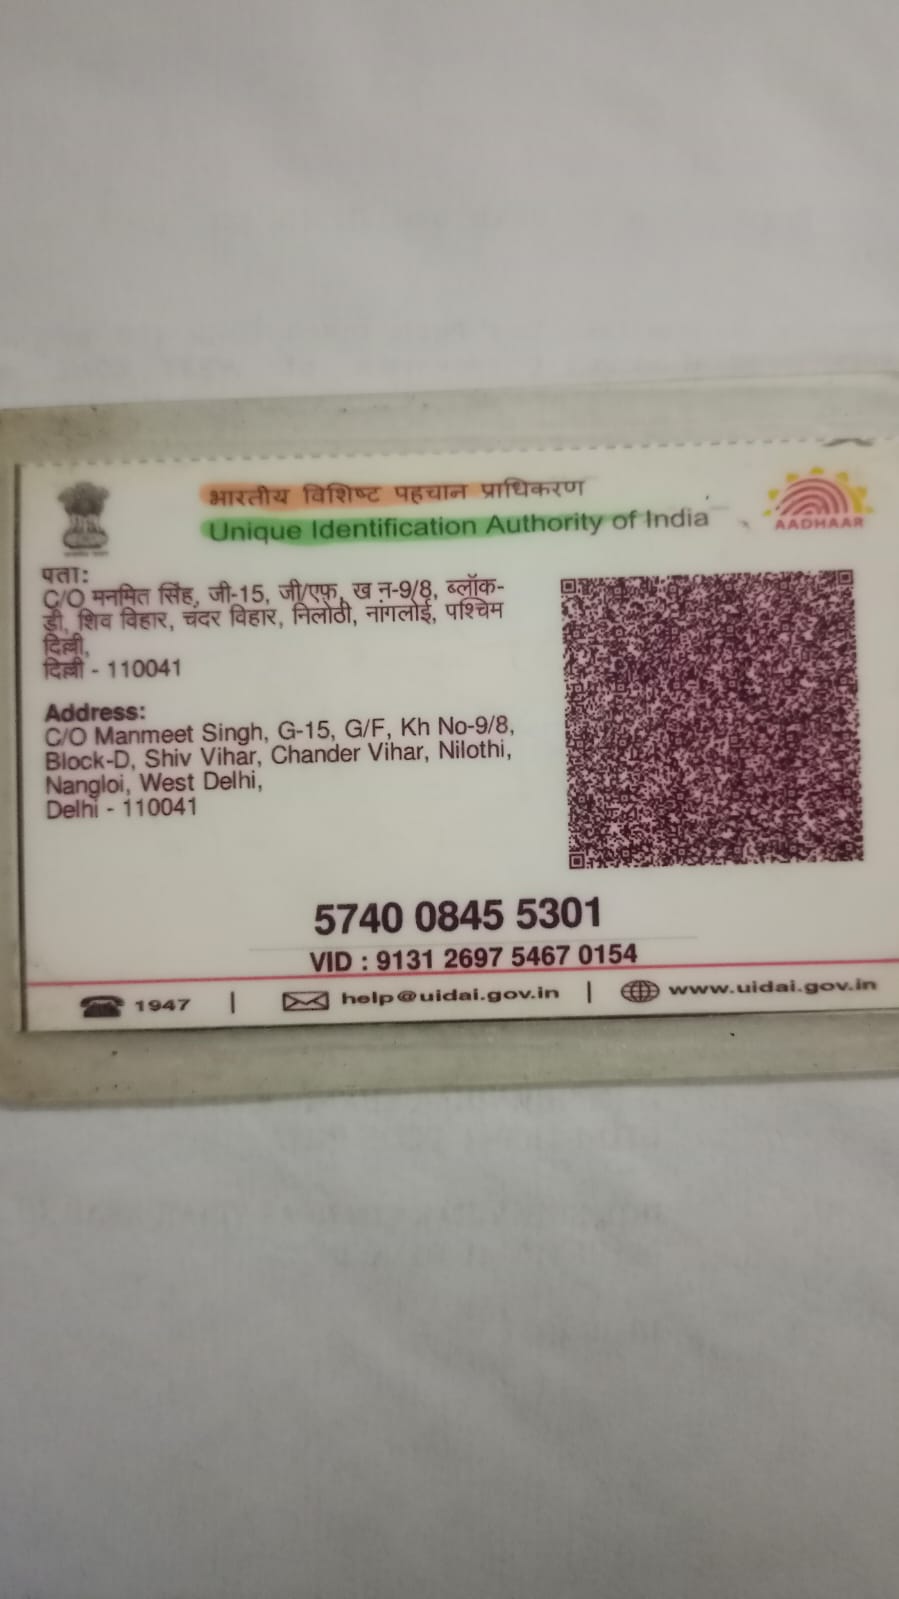 भारतीय विशिष्ट पहचान प्राधिकरण
Unique Identification Authority of India
AADHAAR
पता:
C/O मनमित सिंह, जी-15, जी/एफ, ख न-9/8, ब्लॉक-
डी, शिव विहार, चंदर विहार, निलोठी, नांगलोई, पश्चिम
दिल्ली,
दिल्ली - 110041
Address:
C/O Manmeet Singh, G-15, G/F, Kh No-9/8,
Block-D, Shiv Vihar, Chander Vihar, Nilothi,
Nangloi, West Delhi,
Delhi - 110041
5740 0845 5301
VID : 9131 2697 5467 0154
1947 | help@uidai.gov.in | www.uidai.gov.in